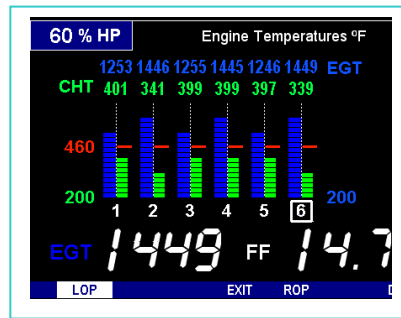 60 % HP Engine Temperatures ºF
1253 1446 1255 1445 1246 1449 EGT
CHT 401 341 399 399 397 339
460
200 200
1 2 3 4 5 6
EGT 1449 FF 14.7
LOP EXIT ROP